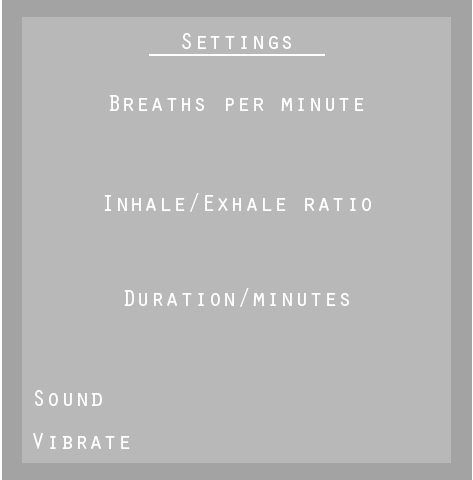 Settings
Breaths per minute
Inhale/Exhale ratio
Duration/minutes
Sound
Vibrate